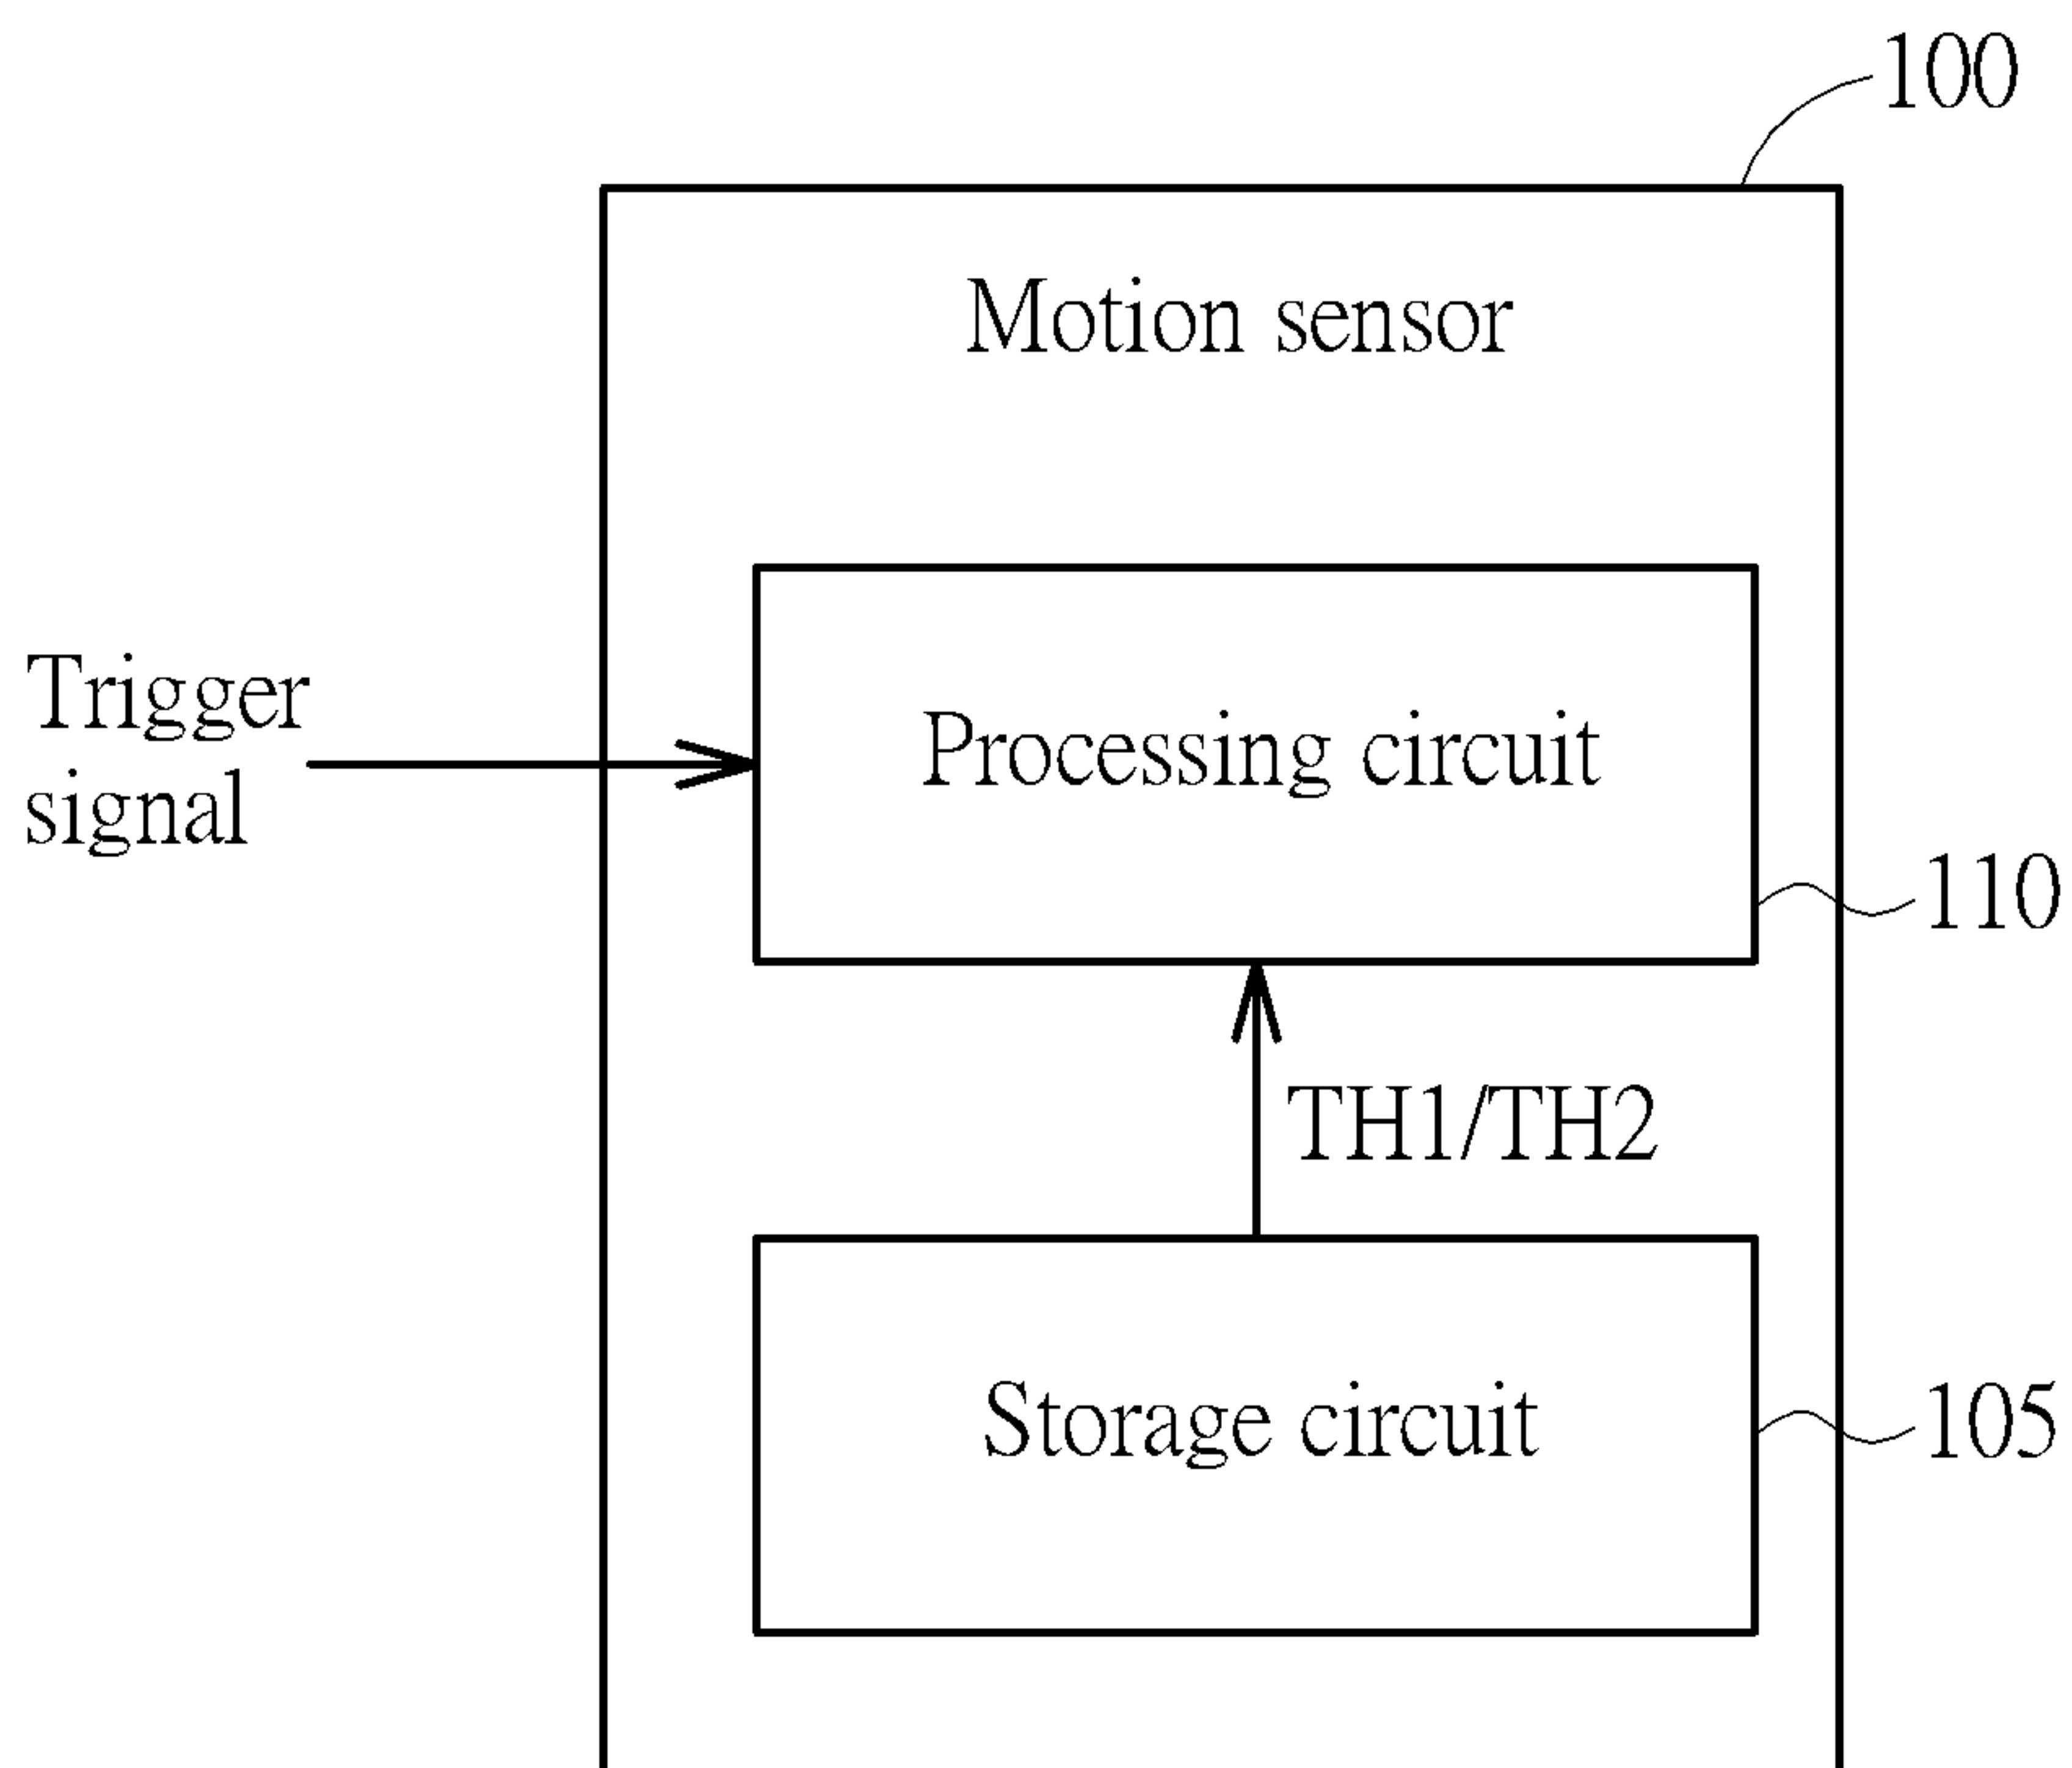 100
Motion sensor
Trigger
signal
Processing circuit
110
TH1/TH2
Storage circuit
105